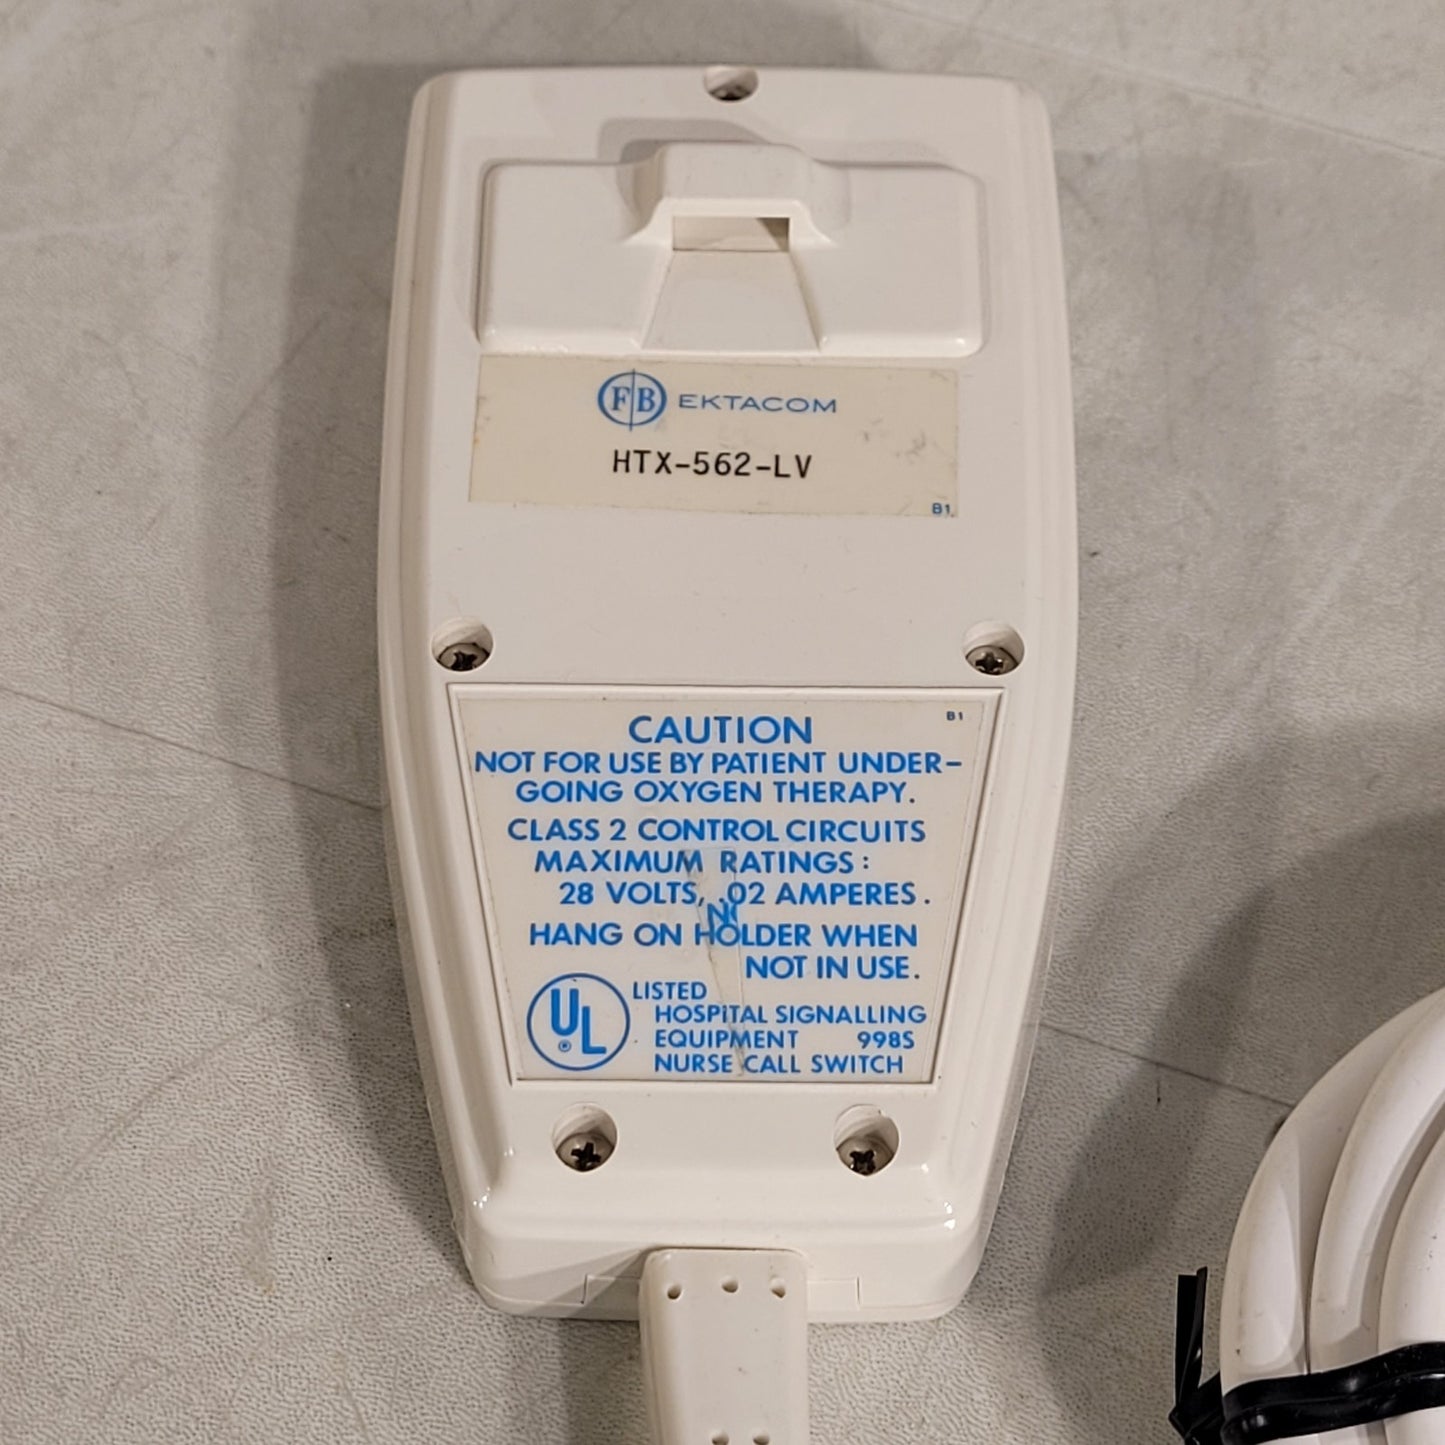 FB EKTACOM
HTX-562-LV
B1
B1
CAUTION
NOT FOR USE BY PATIENT UNDER-
GOING OXYGEN THERAPY.
CLASS 2 CONTROL CIRCUITS
MAXIMUM RATINGS:
28 VOLTS, .02 AMPERES.
HANG ON HOLDER WHEN
NOT IN USE.
UL® LISTED
HOSPITAL SIGNALLING
EQUIPMENT 998S
NURSE CALL SWITCH